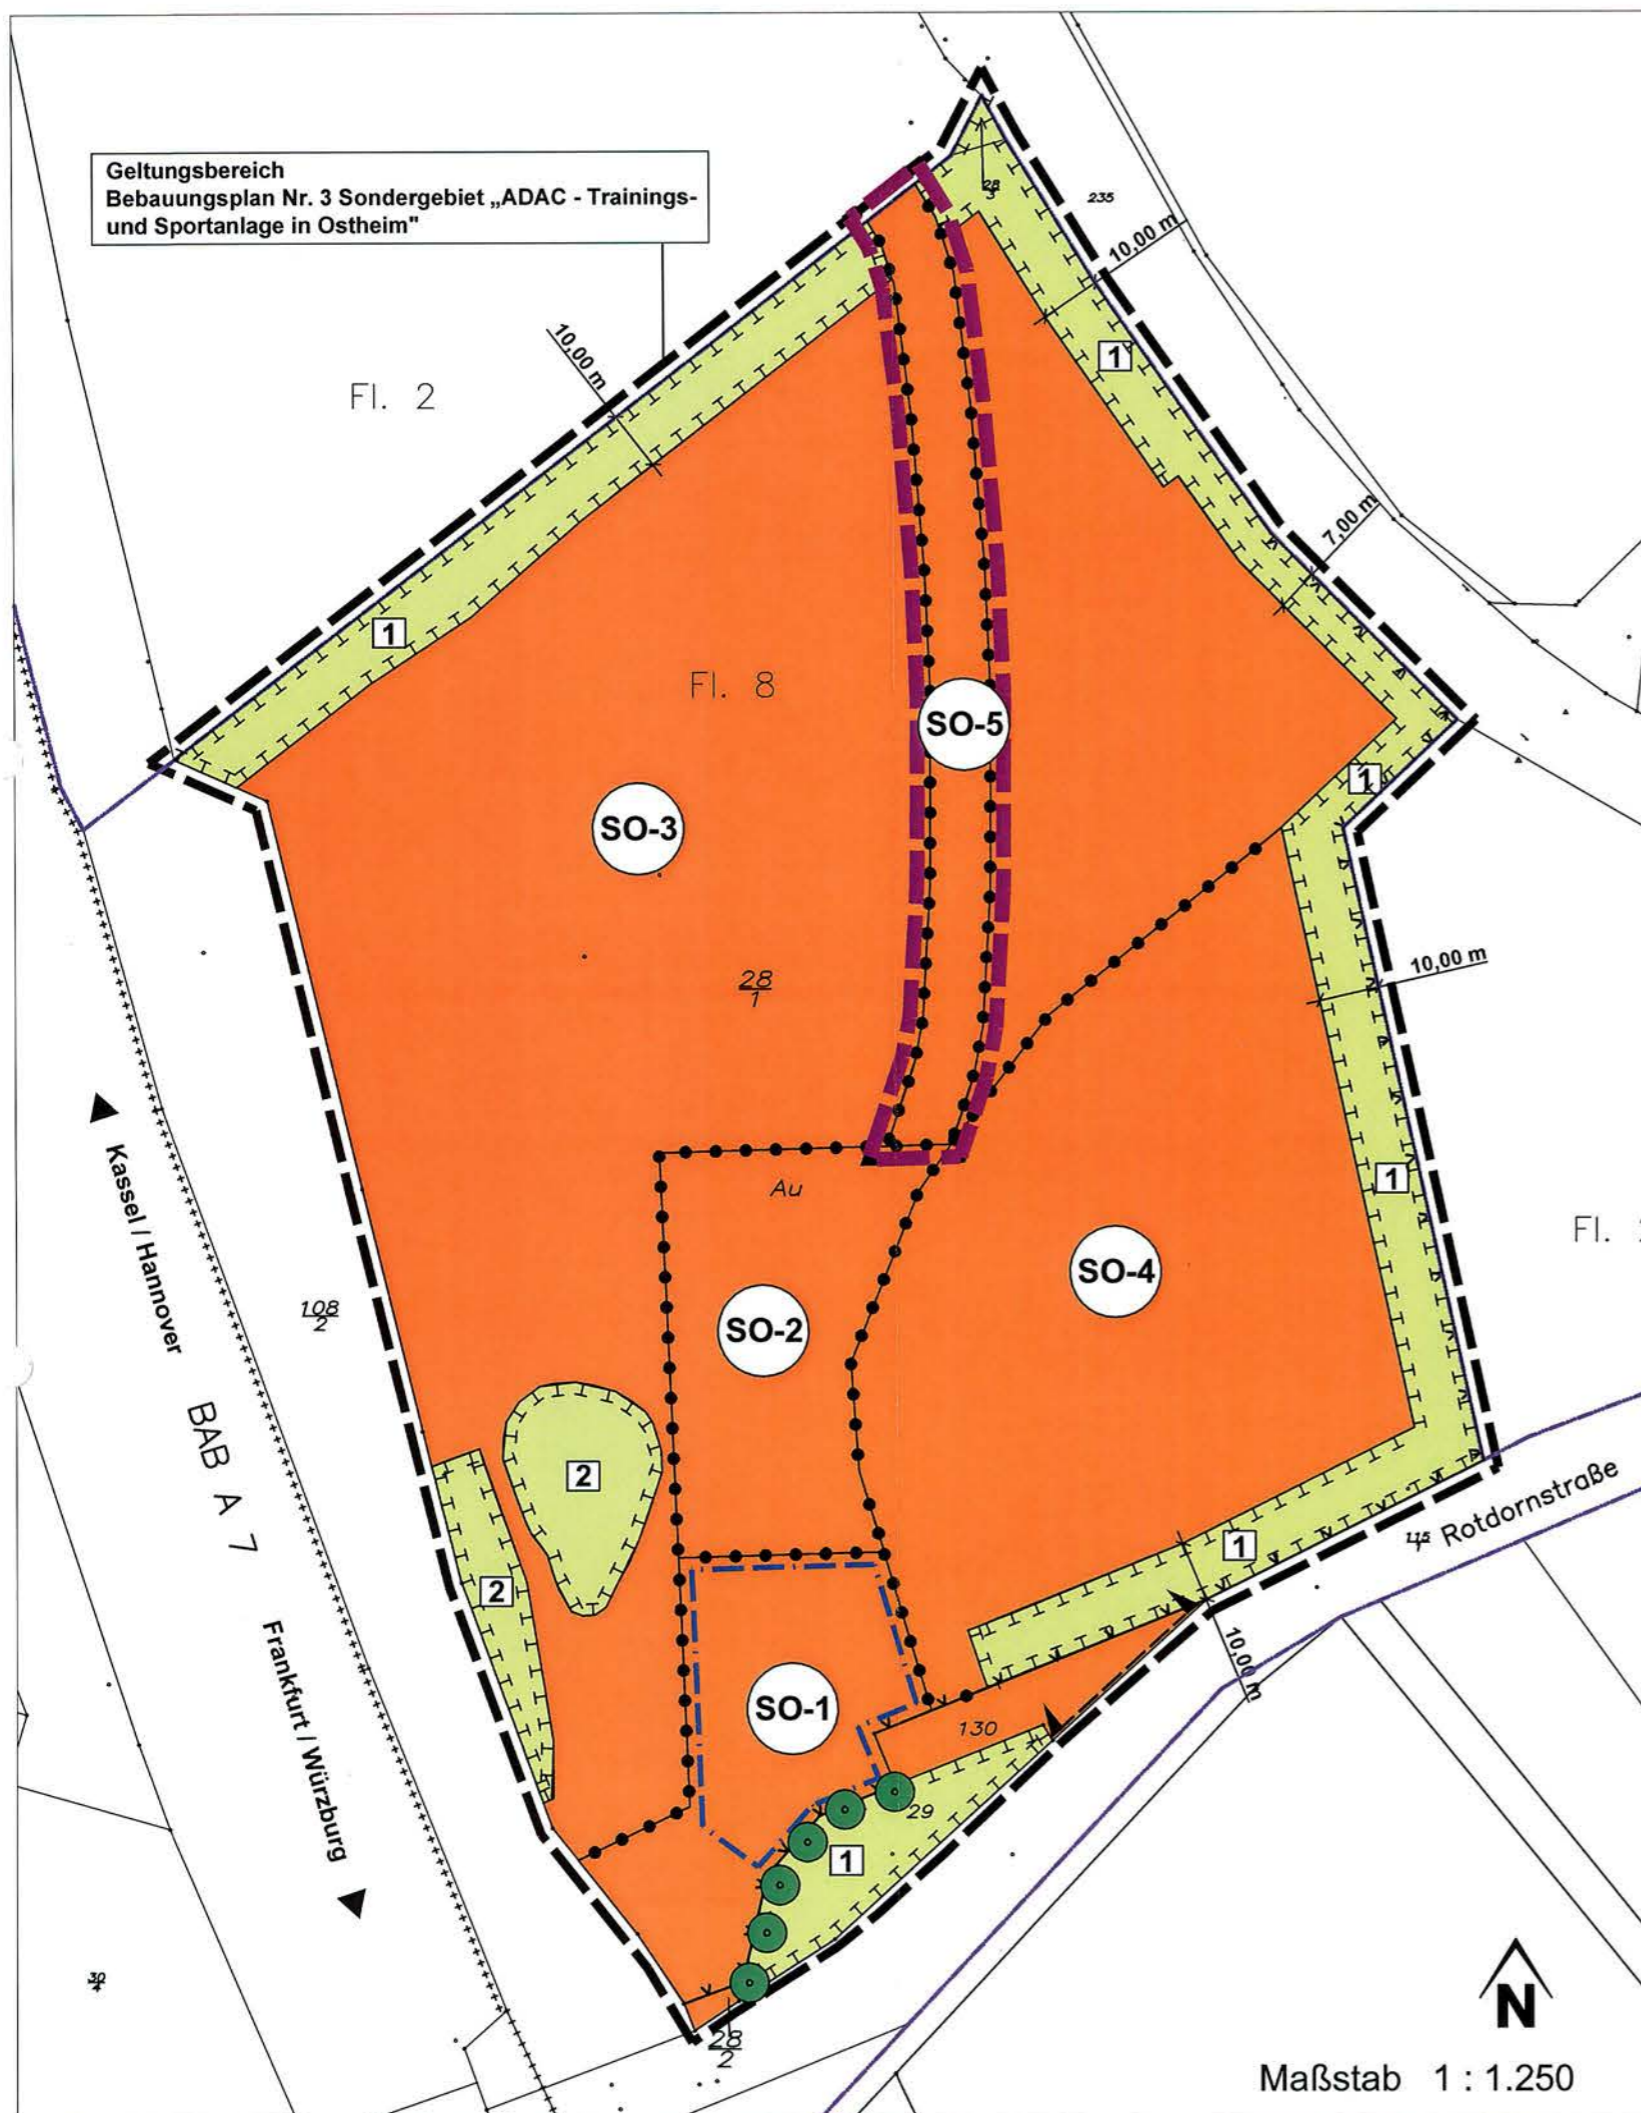 Geltungsbereich
Bebauungsplan Nr. 3 Sondergebiet „ADAC - Trainings-
und Sportanlage in Ostheim"
28
3
235
10,00 m
10,00 m
1
Fl. 2
7,00 m
1
Fl. 8
SO-5
1
SO-3
10,00 m
28
1
Kassel / Hannover
Au
1
Fl.
SO-4
108
2
SO-2
BAB A 7
2
Rotdornstraße
1
2
10,00 m
Frankfurt / Würzburg
SO-1
130
29
1
28
2
N
Maßstab 1 : 1.250